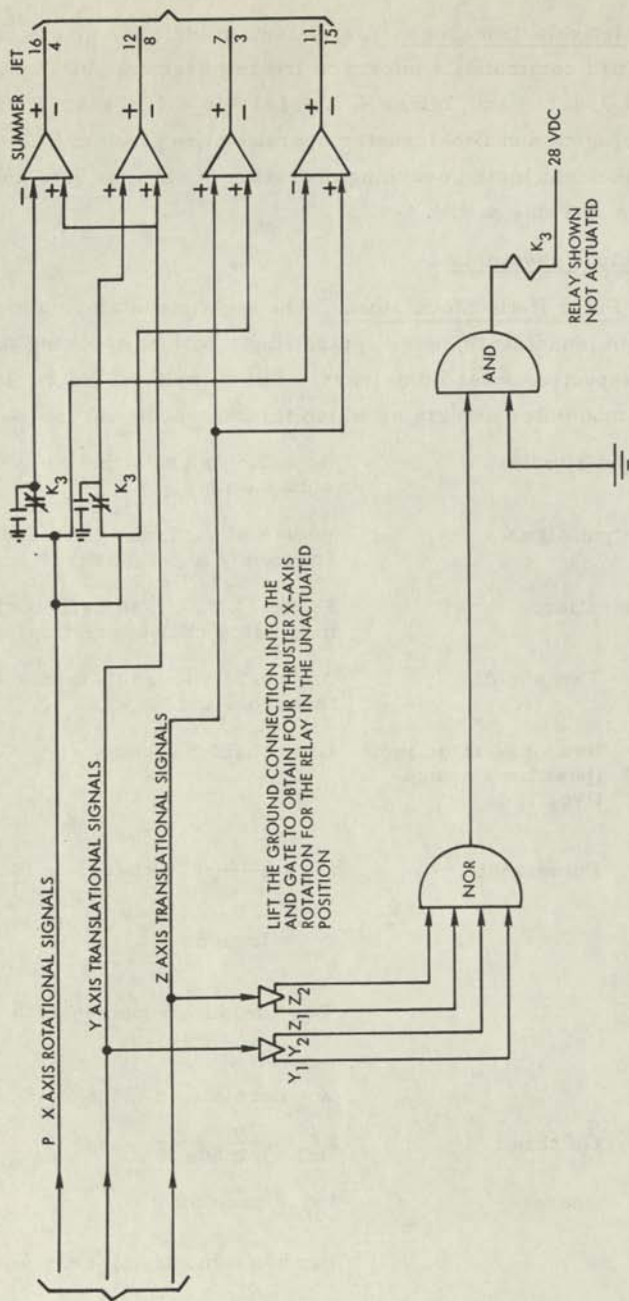 SUMMER JET
+ 16
- 4
+ 12
- 8
+ 7
- 3
+ 11
- 15
-
+
+
+
+
+
-
+
K3
K3
P X AXIS ROTATIONAL SIGNALS
Y AXIS TRANSLATIONAL SIGNALS
Z AXIS TRANSLATIONAL SIGNALS
LIFT THE GROUND CONNECTION INTO THE
AND GATE TO OBTAIN FOUR THRUSTER X-AXIS
ROTATION FOR THE RELAY IN THE UNACTUATED
POSITION
Y1 Y2 Z1 Z2
NOR
AND
K3
28 VDC
RELAY SHOWN
NOT ACTUATED